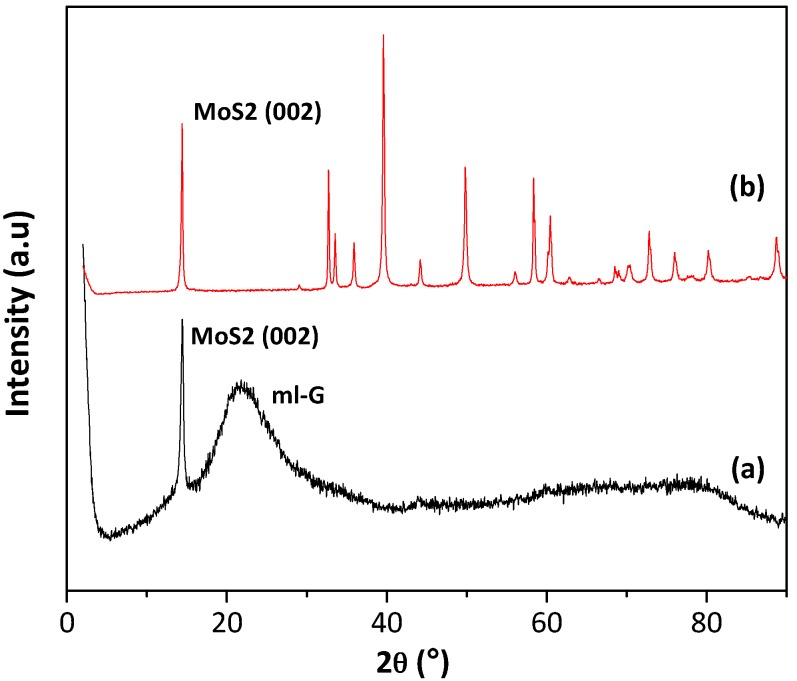 MoS2 (002)
(b)
MoS2 (002)
ml-G
(a)
Intensity (a.u)
0 20 40 60 80
2θ (°)